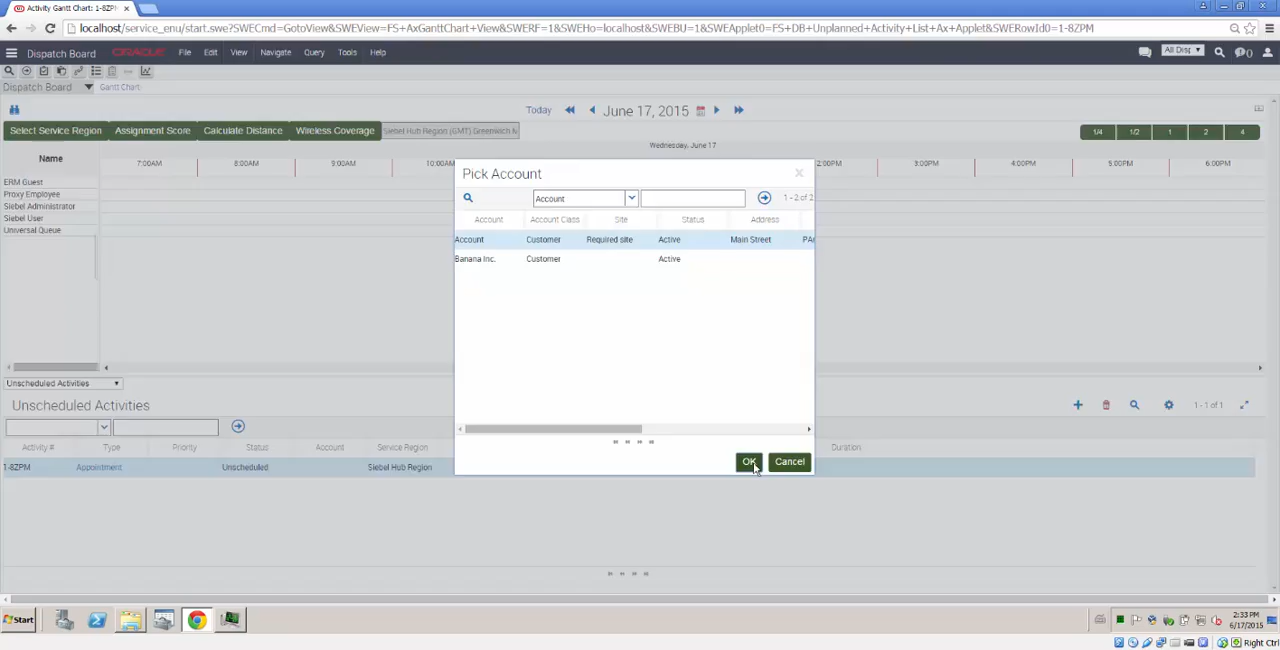 Activity Gantt Chart: 1-8ZP
localhost/service_enu/start.swe?SWECmd=GotoView&SWEView=FS+AxGanttChart+View&SWERF=1&SWEHo=localhost&SWEBU=1&SWEApplet0=FS+DB+Unplanned+Activity+List+Ax+Applet&SWERowId0=1-8ZPM
Dispatch Board ORACLE File Edit View Navigate Query Tools Help All Disp
Dispatch Board Gantt Chart
Today June 17, 2015
Select Service Region Assignment Score Calculate Distance Wireless Coverage Siebel Hub Region (GMT) Greenwich M 1/4 1/2 1 2 4
Wednesday, June 17
Name 7:00AM 8:00AM 9:00AM 10:00AM 2:00PM 3:00PM 4:00PM 5:00PM 6:00PM
ERM Guest
Proxy Employee
Siebel Administrator
Siebel User
Universal Queue
Pick Account
Account 1 - 2 of 2
Account Account Class Site Status Address
Account Customer Required site Active Main Street PA
Banana Inc. Customer Active
OK Cancel
Unscheduled Activities
Unscheduled Activities 1 - 1 of 1
Activity # Type Priority Status Account Service Region Duration
1-8ZPM Appointment Unscheduled Siebel Hub Region
Start 2:33 PM
6/17/2015
Right Ctrl